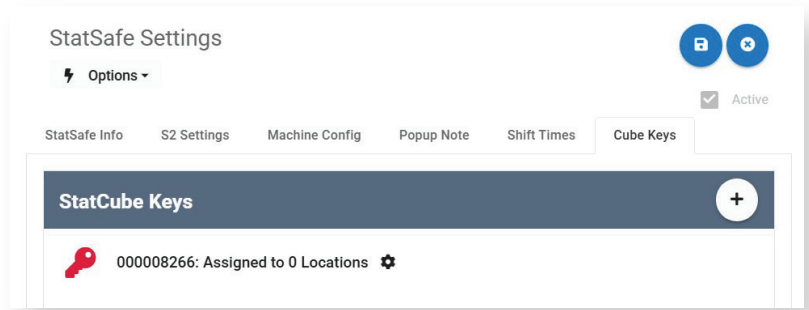 StatSafe Settings
Options
Active
StatSafe Info S2 Settings Machine Config Popup Note Shift Times Cube Keys
StatCube Keys
000008266: Assigned to 0 Locations